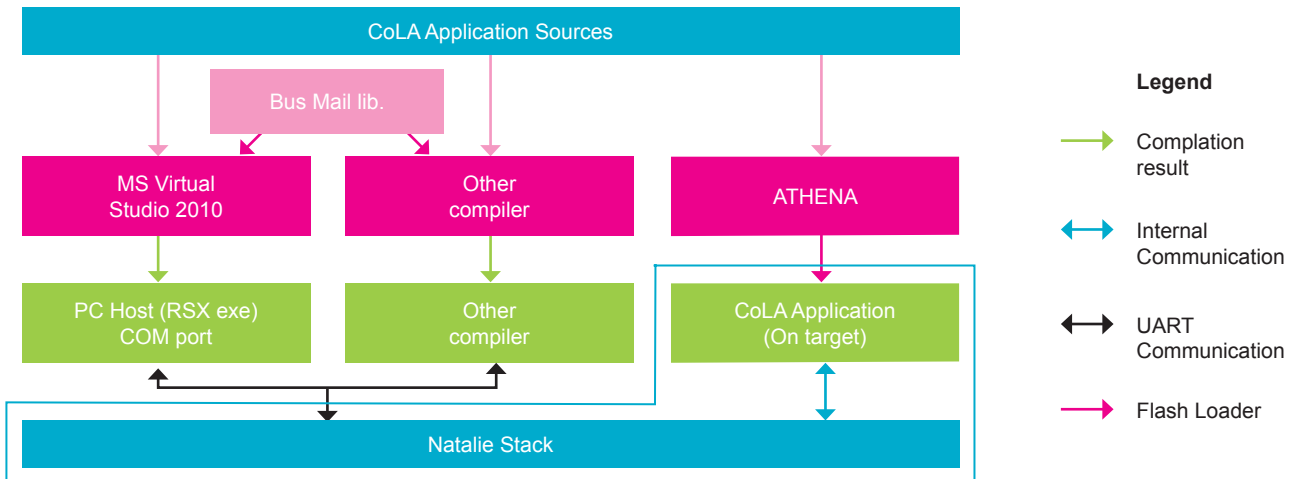 CoLA Application Sources
Bus Mail lib.
MS Virtual
Studio 2010
Other
compiler
ATHENA
PC Host (RSX exe)
COM port
Other
compiler
CoLA Application
(On target)
Natalie Stack
Legend
Complation
result
Internal
Communication
UART
Communication
Flash Loader